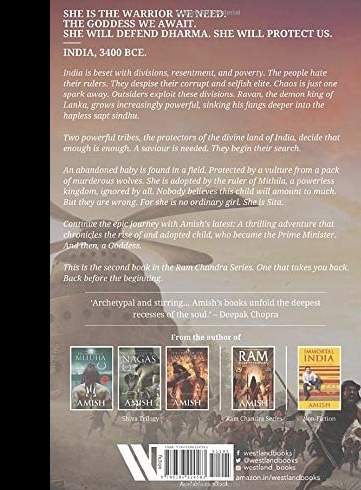 SHE IS THE WARRIOR WE NEED.
THE GODDESS WE AWAIT.
SHE WILL DEFEND DHARMA. SHE WILL PROTECT US.
INDIA, 3400 BCE.
India is beset with divisions, resentment, and poverty. The people hate
their rulers. They despise their corrupt and selfish elite. Chaos is just one
spark away. Outsiders exploit these divisions. Ravan, the demon king of
Lanka, grows increasingly powerful, sinking his fangs deeper into the
hapless sapt sindhu.
Two powerful tribes, the protectors of the divine land of India, decide that
enough is enough. A saviour is needed. They begin their search.
An abandoned baby is found in a field. Protected by a vulture from a pack
of murderous wolves. She is adopted by the ruler of Mithila, a powerless
kingdom, ignored by all. Nobody believes this child will amount to much.
But they are wrong. For she is no ordinary girl. She is Sita.
Continue the epic journey with Amish's latest: A thrilling adventure that
chronicles the rise of and adopted child, who became the Prime Minister.
And then, a Goddess.
This is the second book in the Ram Chandra Series. One that takes you back.
Back before the beginning.
'Archetypal and stirring... Amish's books unfold the deepest
recesses of the soul.' – Deepak Chopra
From the author of
MELUHA
AMISH
NAGAS
AMISH
AMISH
RAM
AMISH
IMMORTAL
INDIA
AMISH
Shiva Trilogy
Ram Chandra Series
Non-Fiction
Fiction
westlandbooks
@westlandbooks
westland_books
amazon.in/westlandbooks